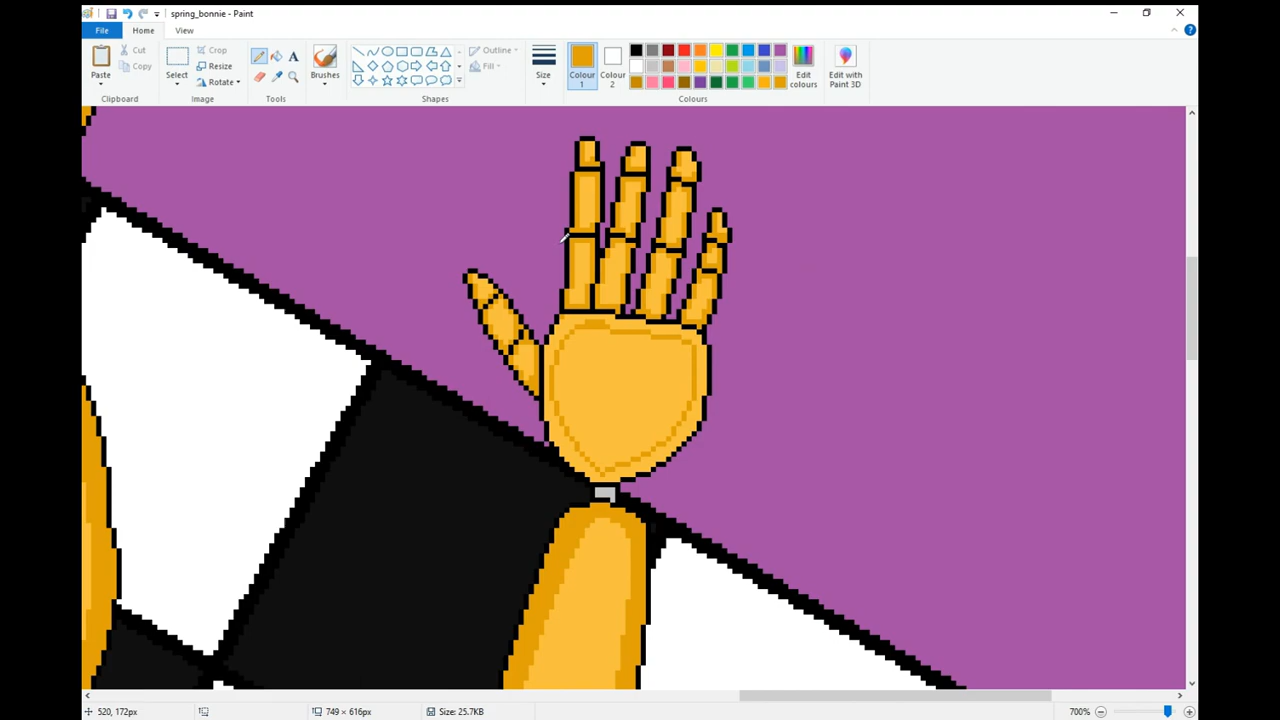 spring_bonnie - Paint
File Home View
Paste
Cut
Copy
Clipboard
Select
Crop
Resize
Rotate
Image
A
Tools
Brushes
Outline
Fill
Shapes
Size
Colour
1
Colour
2
Edit
colours
Edit with
Paint 3D
Colours
520, 172px
749 × 616px
Size: 25.7KB
700%